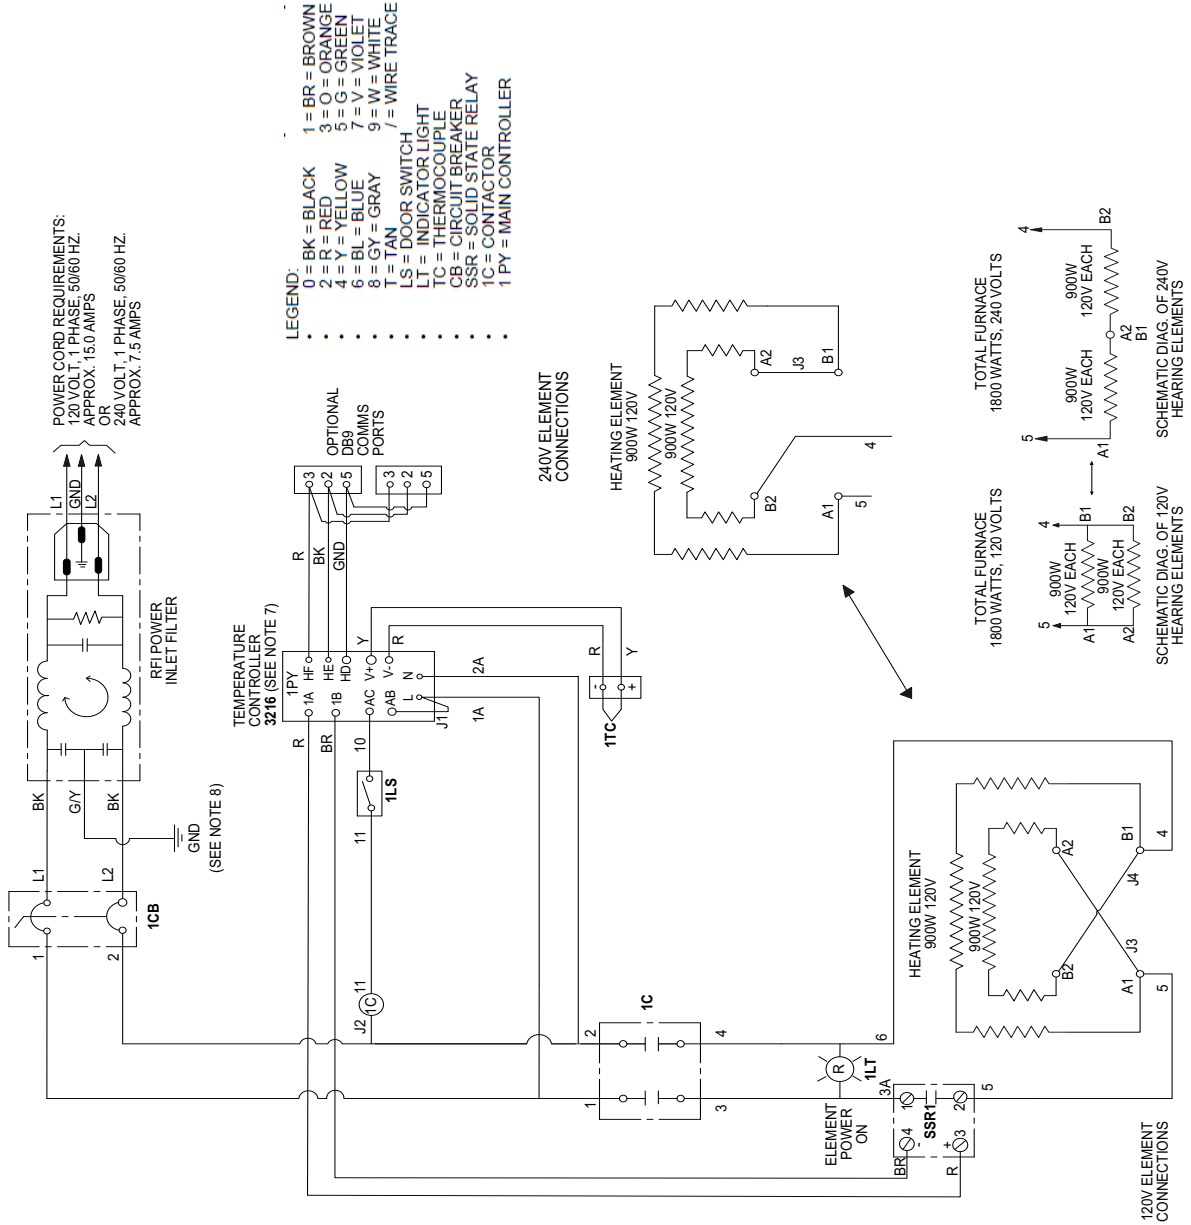 POWER CORD REQUIREMENTS:
120 VOLT, 1 PHASE, 50/60 HZ.
APPROX. 15.0 AMPS
OR
240 VOLT, 1 PHASE, 50/60 HZ.
APPROX. 7.5 AMPS
L1
GND
L2
RFI POWER
INLET FILTER
BK
G/Y
BK
GND
(SEE NOTE 8)
L1
L2
1CB
1
2
LEGEND:
0 = BK = BLACK 1 = BR = BROWN
2 = R = RED 3 = O = ORANGE
4 = Y = YELLOW 5 = G = GREEN
6 = BL = BLUE 7 = V = VIOLET
8 = GY = GRAY 9 = W = WHITE
T = TAN / = WIRE TRACE
LS = DOOR SWITCH
LT = INDICATOR LIGHT
TC = THERMOCOUPLE
CB = CIRCUIT BREAKER
SSR = SOLID STATE RELAY
1C = CONTACTOR
1 PY = MAIN CONTROLLER
OPTIONAL
DB9
COMMS
PORTS
3
2
5
3
2
5
R
BK
GND
TEMPERATURE
CONTROLLER
3216 (SEE NOTE 7)
1PY
1A HF
1B HE
HD
AC V+
AB V-
L N
J1
Y
R
2A
1A
R
BR
10
1LS
11
11
1C
J2
R
Y
-
+
1TC
240V ELEMENT
CONNECTIONS
HEATING ELEMENT
900W 120V
900W 120V
A2
J3
B1
B2
A1
4
5
1C
2
4
1
3
ELEMENT
POWER
ON
R
1LT
6
3A
SSR1
1
2
4
3
-
+
BR
R
5
HEATING ELEMENT
900W 120V
900W 120V
A2
B1
B2
A1
J4
J3
4
5
120V ELEMENT
CONNECTIONS
TOTAL FURNACE
1800 WATTS, 120 VOLTS
5
4
900W
120V EACH
900W
120V EACH
A1
B1
A2
B2
SCHEMATIC DIAG. OF 120V
HEARING ELEMENTS
TOTAL FURNACE
1800 WATTS, 240 VOLTS
5
4
900W
120V EACH
900W
120V EACH
A1
A2
B1
B2
SCHEMATIC DIAG. OF 240V
HEARING ELEMENTS